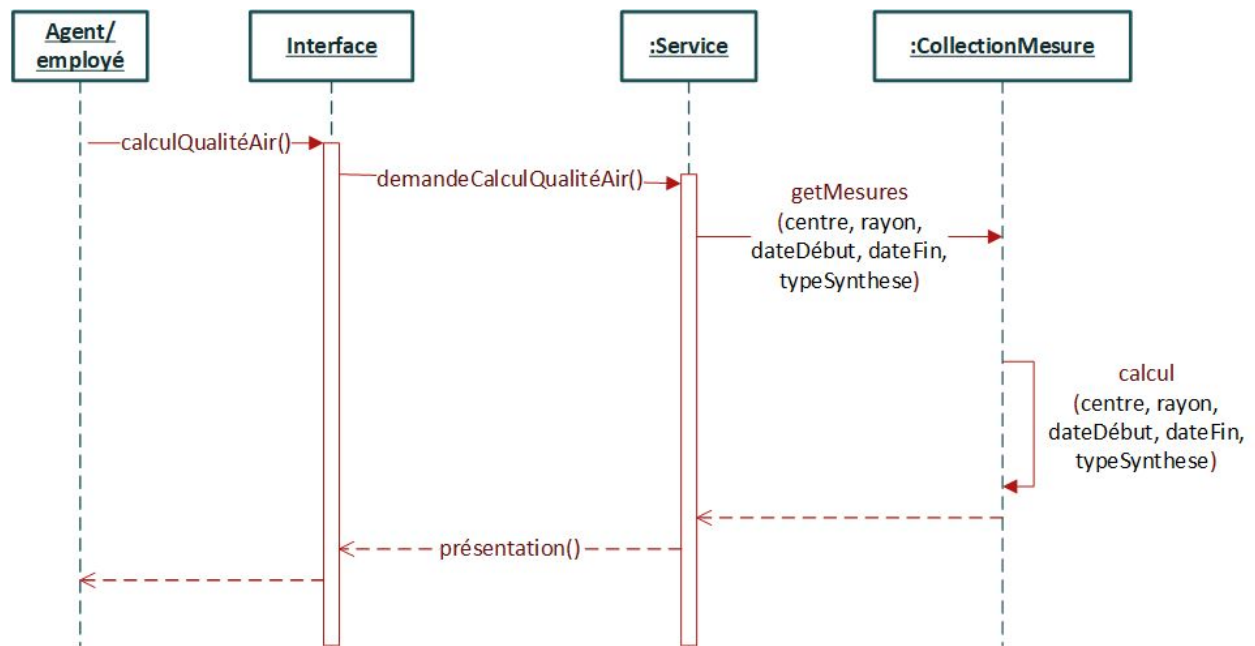 Agent/
employé
Interface
:Service
:CollectionMesure
calculQualitéAir()
demandeCalculQualitéAir()
getMesures
(centre, rayon,
dateDébut, dateFin,
typeSynthese)
calcul
(centre, rayon,
dateDébut, dateFin,
typeSynthese)
présentation()